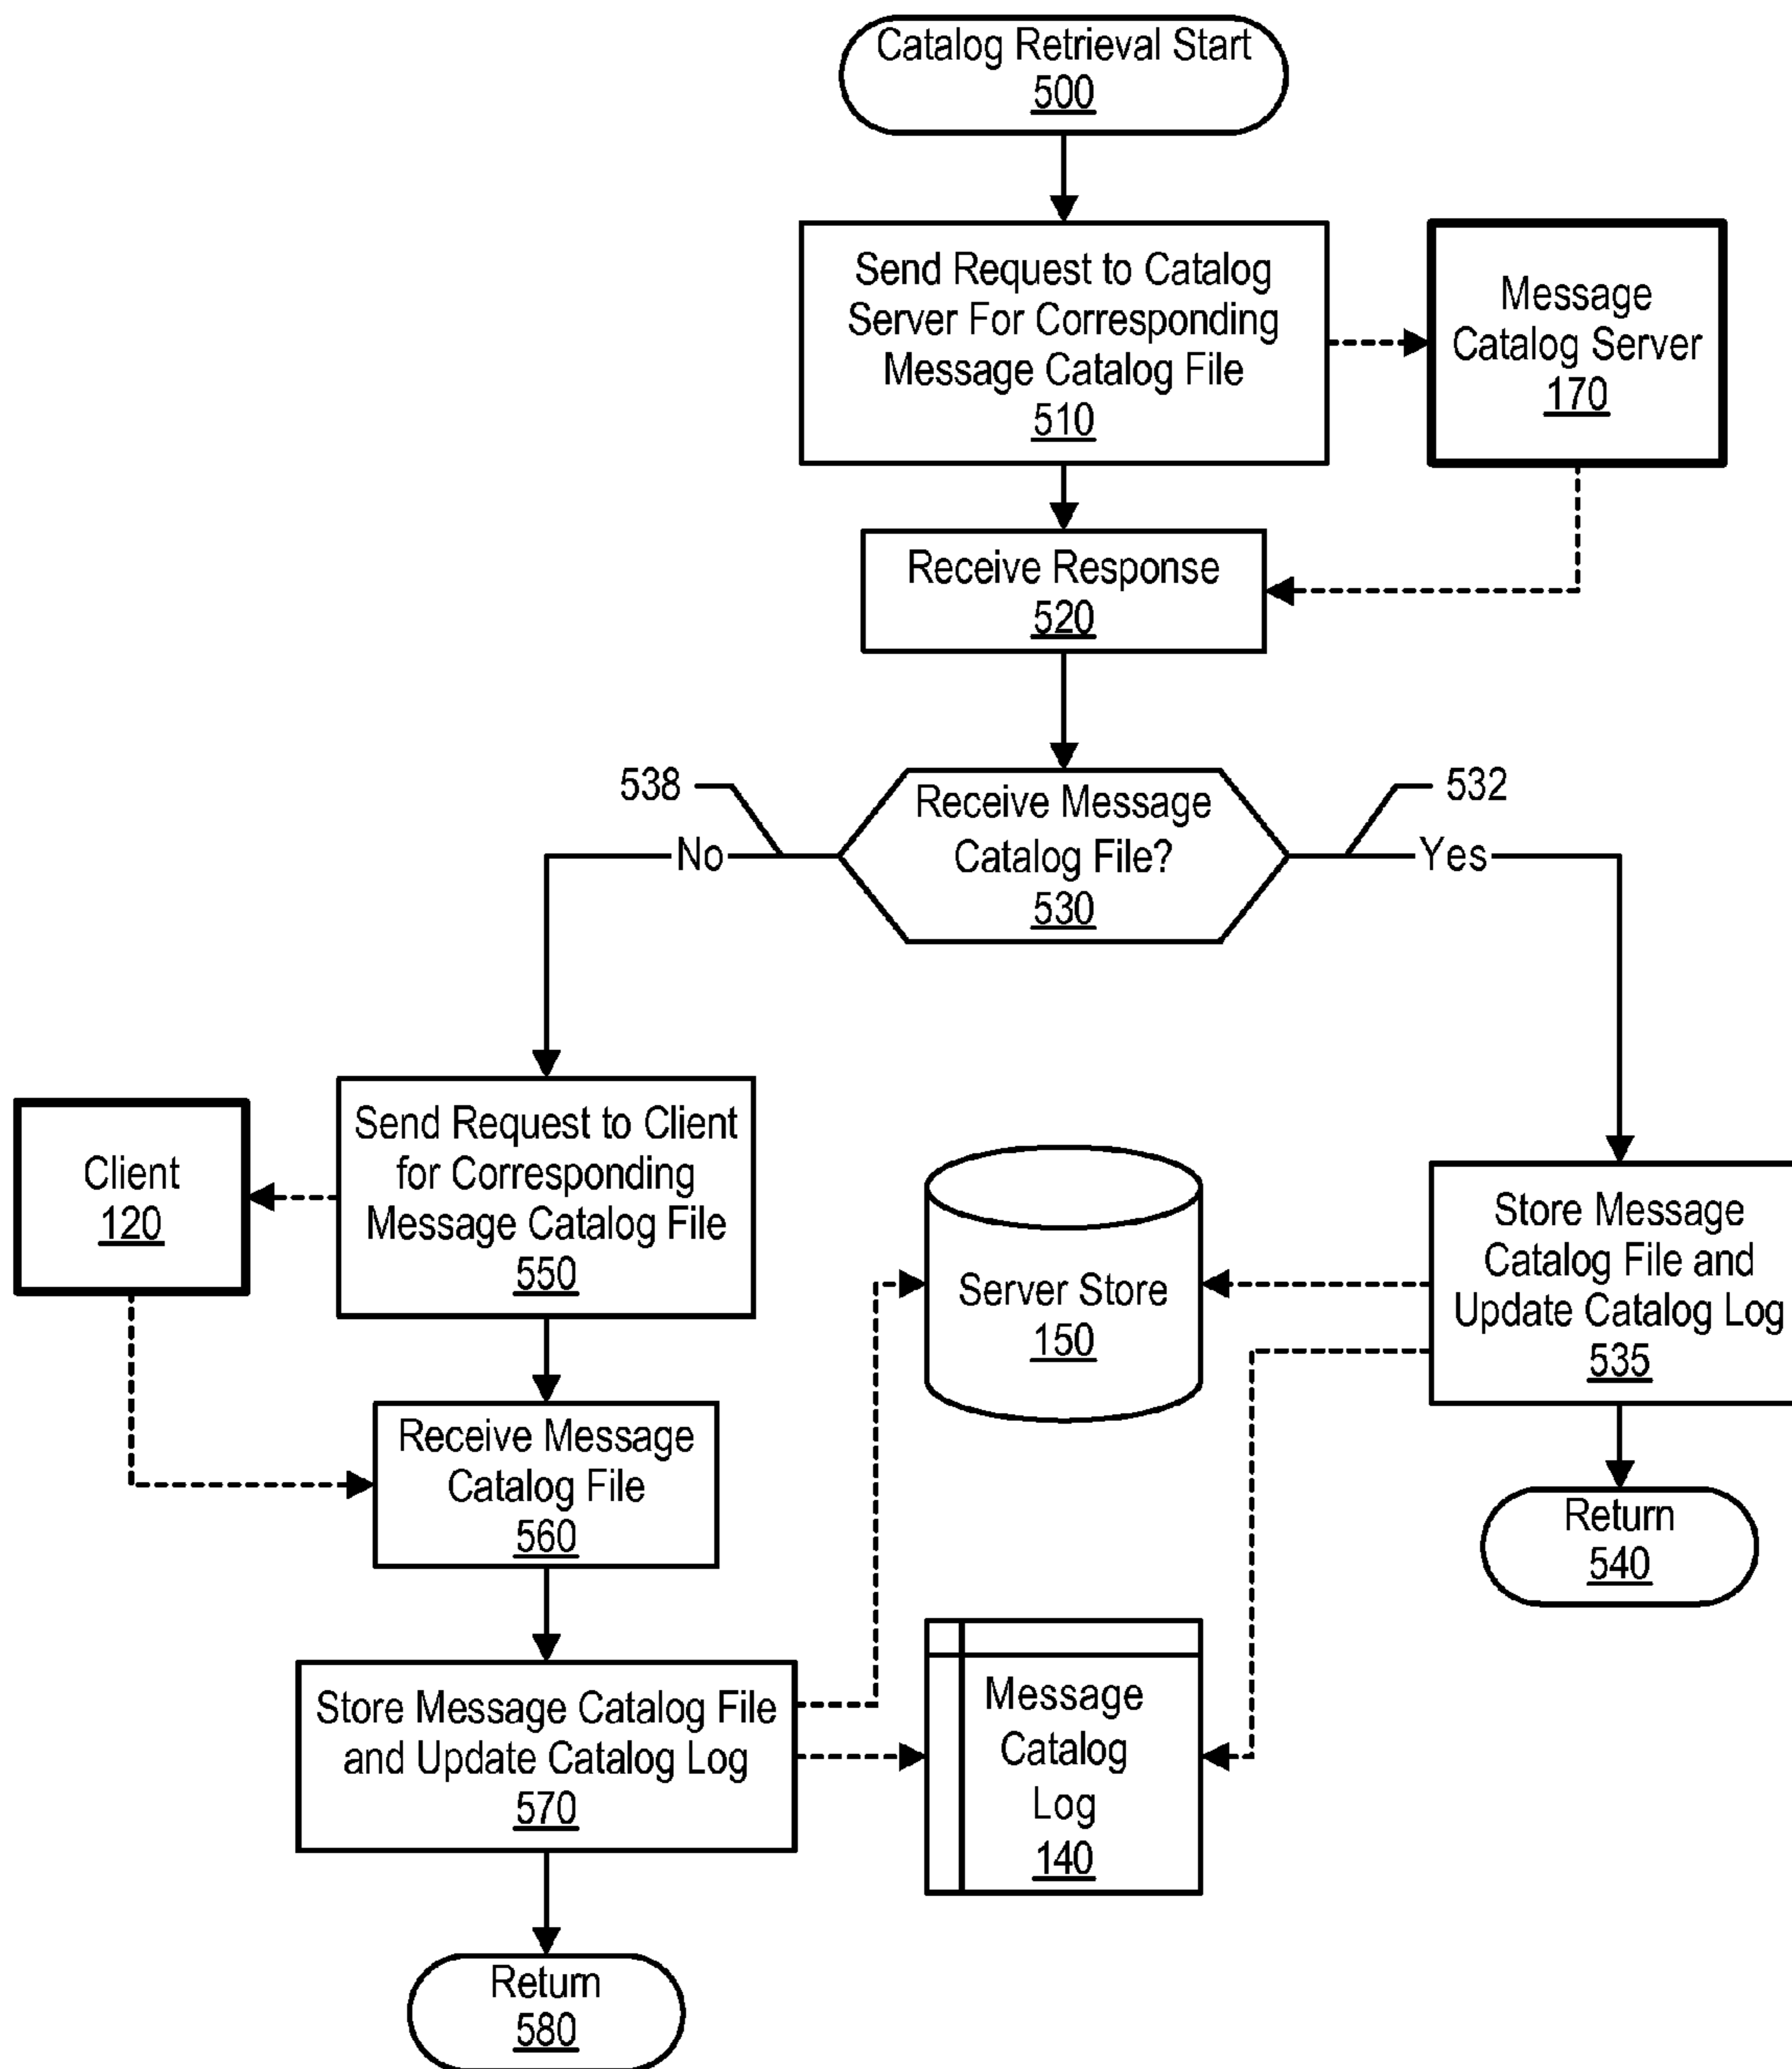 Catalog Retrieval Start
500
Send Request to Catalog
Server For Corresponding
Message Catalog File
510
Message
Catalog Server
170
Receive Response
520
538
532
Receive Message
Catalog File?
530
No
Yes
Send Request to Client
for Corresponding
Message Catalog File
550
Client
120
Server Store
150
Store Message
Catalog File and
Update Catalog Log
535
Receive Message
Catalog File
560
Return
540
Store Message Catalog File
and Update Catalog Log
570
Message
Catalog
Log
140
Return
580